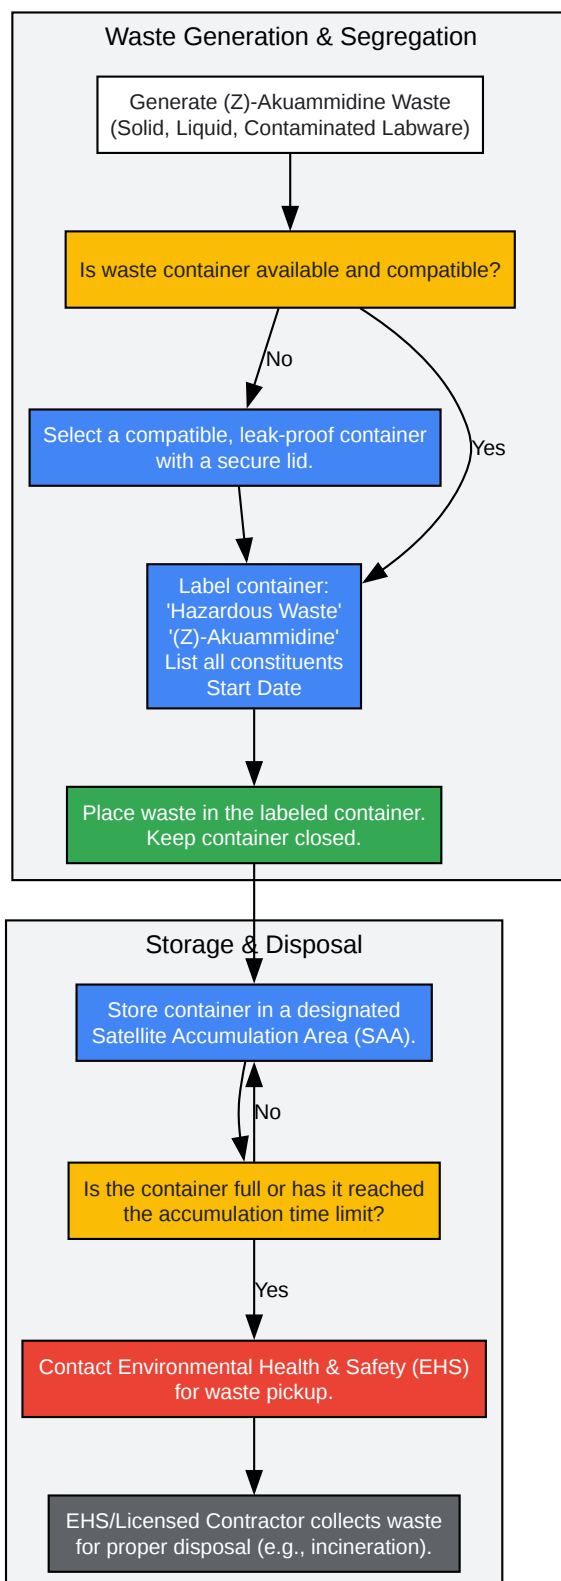 Waste Generation & Segregation
Generate (Z)-Akuammidine Waste
(Solid, Liquid, Contaminated Labware)
Is waste container available and compatible?
No
Yes
Select a compatible, leak-proof container
with a secure lid.
Label container:
'Hazardous Waste'
'(Z)-Akuammidine'
List all constituents
Start Date
Place waste in the labeled container.
Keep container closed.
Storage & Disposal
Store container in a designated
Satellite Accumulation Area (SAA).
No
Is the container full or has it reached
the accumulation time limit?
Yes
Contact Environmental Health & Safety (EHS)
for waste pickup.
EHS/Licensed Contractor collects waste
for proper disposal (e.g., incineration).